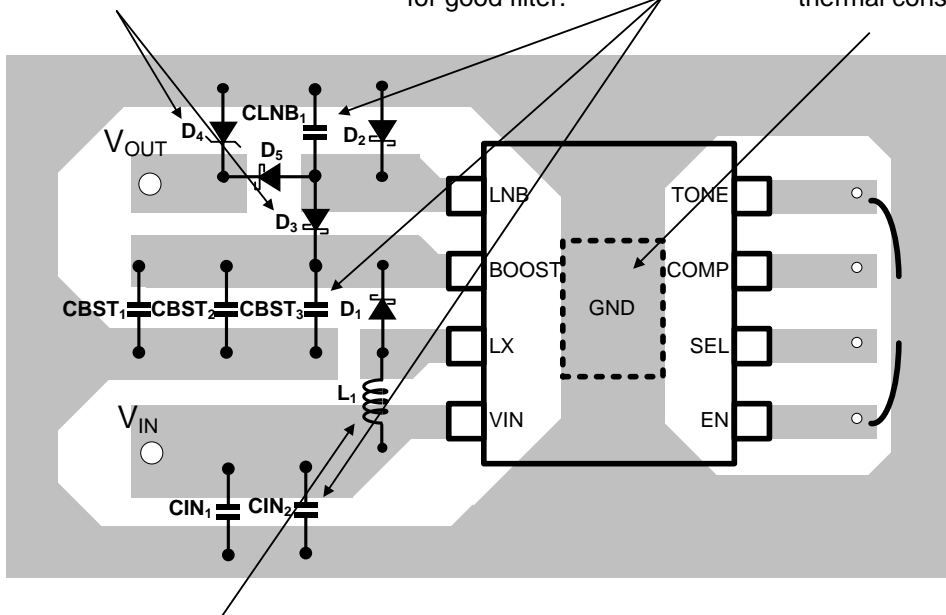 for good filter.
thermal cons
CLNB1
D4
D2
VOUT
D5
LNB
TONE
D3
BOOST
COMP
GND
CBST1
CBST2
CBST3
D1
LX
SEL
L1
VIN
VIN
EN
CIN1
CIN2